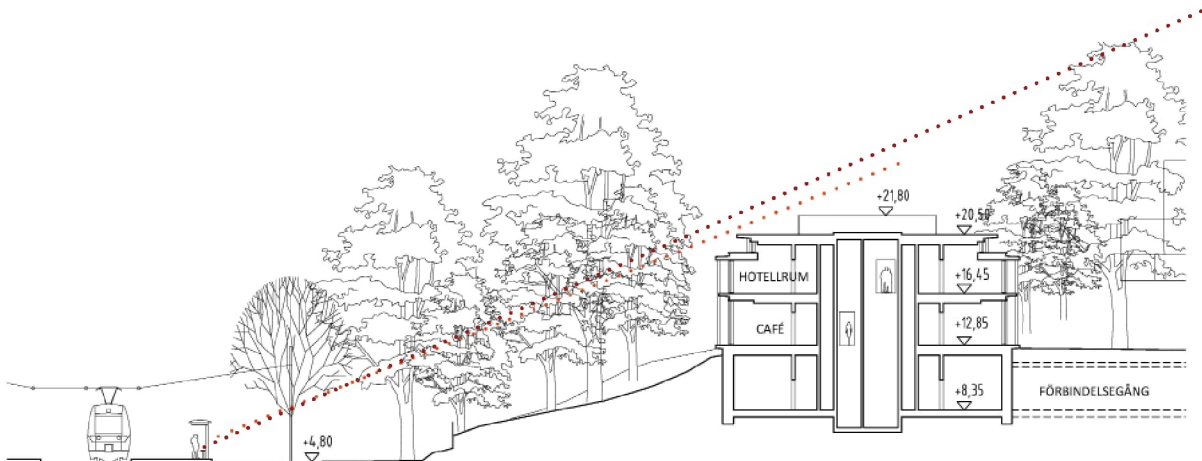 +21,80
+20,50
HOTELLRUM
+16,45
CAFÉ
+12,85
+8,35
FÖRBINDELSEGÅNG
+4,80